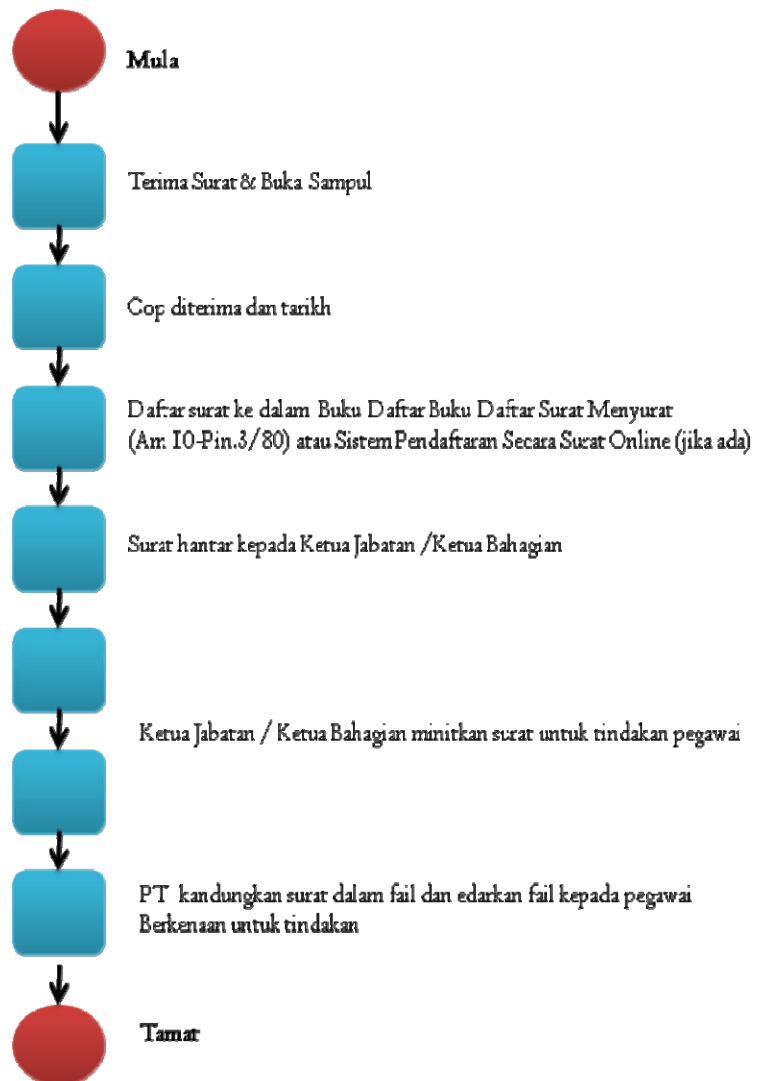 Mula
Terima Surat & Buka Sampul
Cop diterima dan tarikh
Daftar surat ke dalam Buku Daftar Buku Daftar Surat Menyurat
(Am 10-Pin.3/80) atau Sistem Pendaftaran Secara Surat Online (jika ada)
Surat hantar kepada Ketua Jabatan /Ketua Bahagian
Ketua Jabatan / Ketua Bahagian minitkan surat untuk tindakan pegawai
PT kandungkan surat dalam fail dan edarkan fail kepada pegawai
Berkenaan untuk tindakan
Tamat